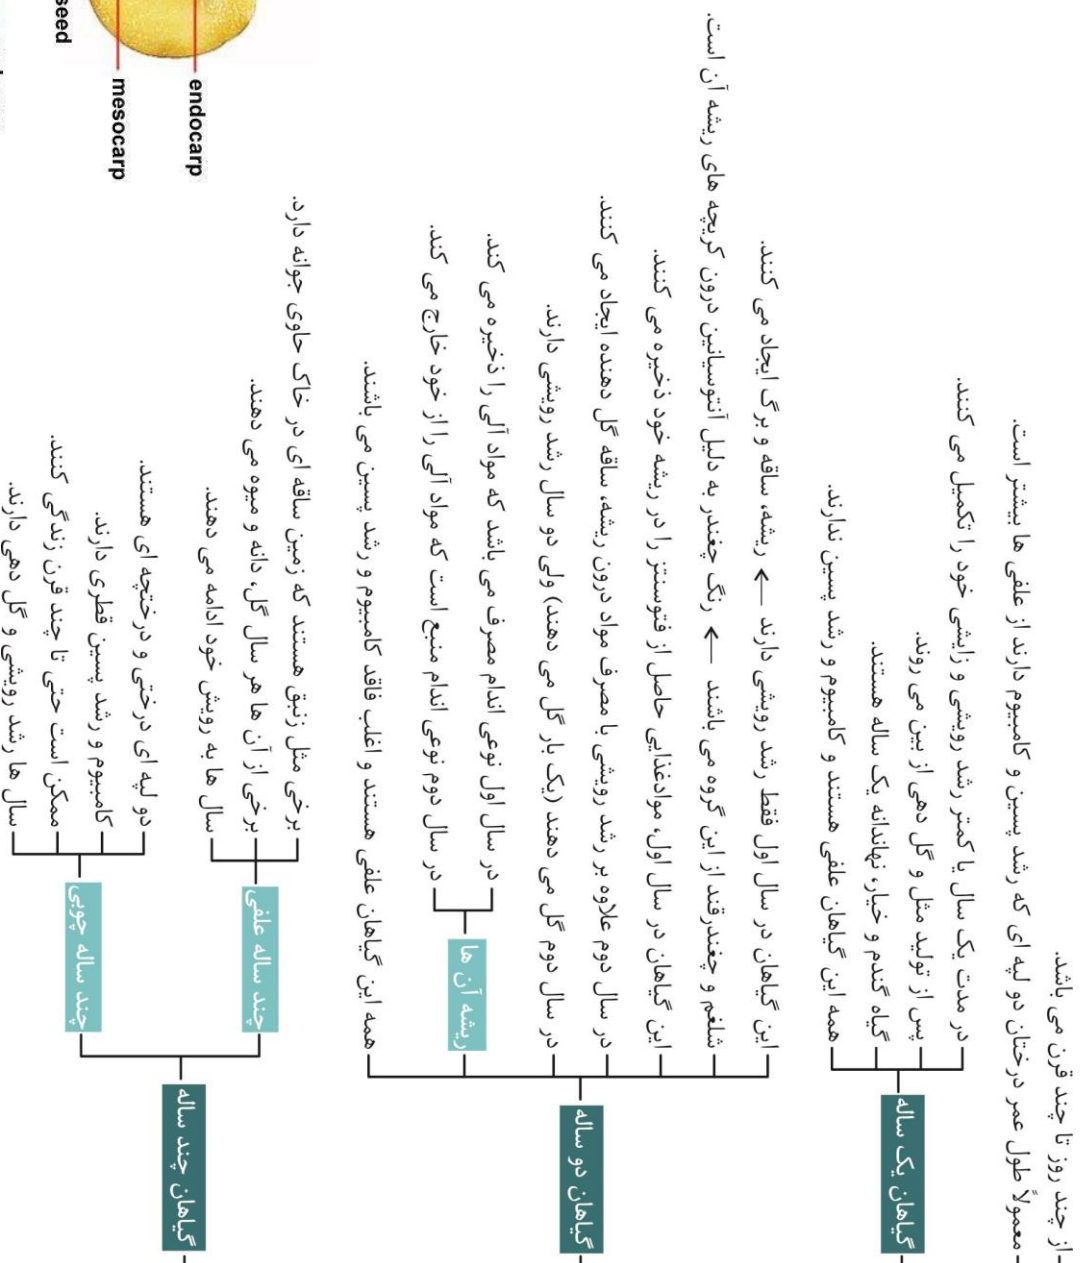 از چند روز تا چند قرن می باشد.
معمولاً طول عمر درختان دو لپه ای که رشد پسین و کامبیوم دارند از علفی ها بیشتر است.
گیاهان یک ساله
در مدت یک سال یا کمتر رشد رویشی و زایشی خود را تکمیل می کنند.
پس از تولید مثل و گل دهی از بین می روند.
گیاه گندم و خیار، نهاندانه یک ساله هستند.
همه این گیاهان علفی هستند و کامبیوم و رشد پسین ندارند.
گیاهان دو ساله
این گیاهان در سال اول فقط رشد رویشی دارند ← ریشه، ساقه و برگ ایجاد می کنند.
شلغم و چغندرقند از این گروه می باشند ← رنگ چغندر به دلیل آنتوسیانین درون کریچه های ریشه آن است.
این گیاهان در سال اول، موادغذایی حاصل از فتوسنتز را در ریشه خود ذخیره می کنند.
در سال دوم علاوه بر رشد رویشی با مصرف مواد درون ریشه، ساقه گل دهنده ایجاد می کنند.
در سال دوم گل می دهند (یک بار گل می دهند) ولی دو سال رشد رویشی دارند.
ریشه آن ها
در سال اول نوعی اندام مصرف می باشد که مواد آلی را ذخیره می کند.
در سال دوم نوعی اندام منبع است که مواد آلی را از خود خارج می کند.
همه این گیاهان علفی هستند و اغلب فاقد کامبیوم و رشد پسین می باشند.
گیاهان چند ساله
چند ساله علفی
برخی مثل زنبق هستند که زمین ساقه ای در خاک حاوی جوانه دارد.
برخی از آن ها هر سال گل، دانه و میوه می دهند.
سال ها به رویش خود ادامه می دهند.
چند ساله چوبی
دو لپه ای درختی و درختچه ای هستند.
کامبیوم و رشد پسین قطری دارند.
ممکن است حتی تا چند قرن زندگی کنند.
سال ها رشد رویشی و گل دهی دارند.
endocarp
mesocarp
seed